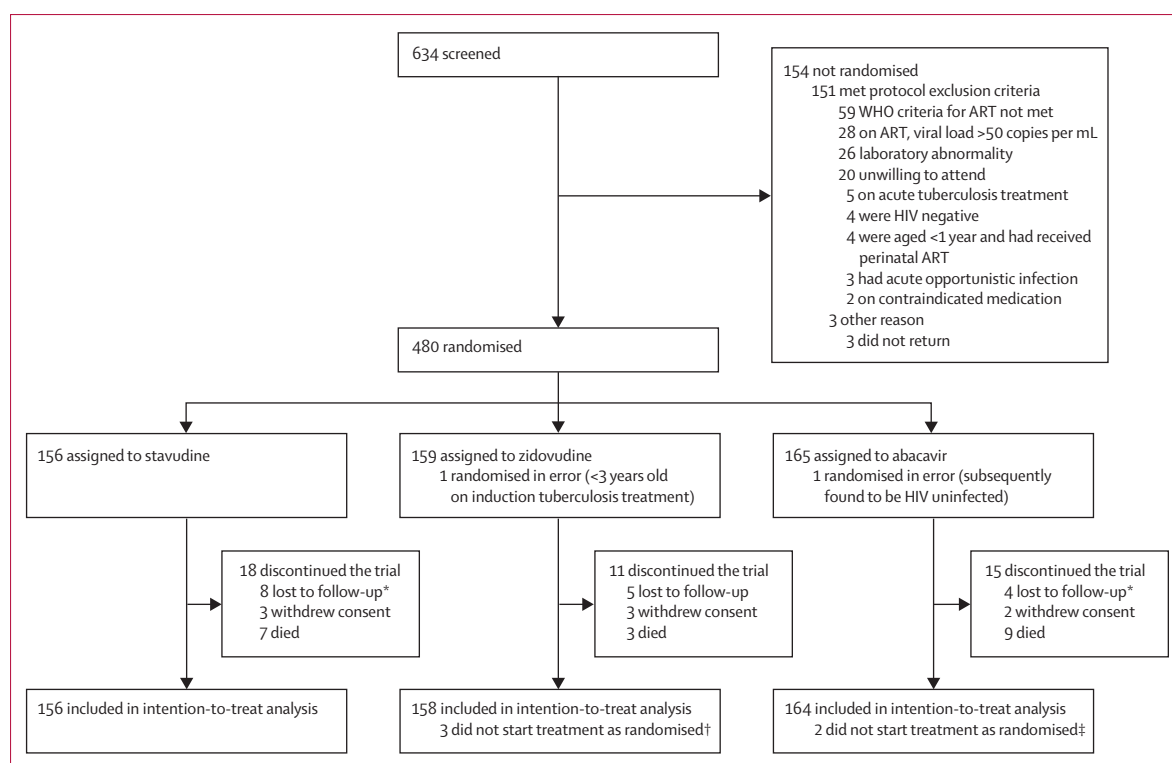 634 screened
154 not randomised
151 met protocol exclusion criteria
59 WHO criteria for ART not met
28 on ART, viral load >50 copies per mL
26 laboratory abnormality
20 unwilling to attend
5 on acute tuberculosis treatment
4 were HIV negative
4 were aged <1 year and had received
perinatal ART
3 had acute opportunistic infection
2 on contraindicated medication
3 other reason
3 did not return
480 randomised
156 assigned to stavudine
159 assigned to zidovudine
1 randomised in error (<3 years old
on induction tuberculosis treatment)
165 assigned to abacavir
1 randomised in error (subsequently
found to be HIV uninfected)
18 discontinued the trial
8 lost to follow-up*
3 withdrew consent
7 died
11 discontinued the trial
5 lost to follow-up
3 withdrew consent
3 died
15 discontinued the trial
4 lost to follow-up*
2 withdrew consent
9 died
156 included in intention-to-treat analysis
158 included in intention-to-treat analysis
3 did not start treatment as randomised†
164 included in intention-to-treat analysis
2 did not start treatment as randomised‡